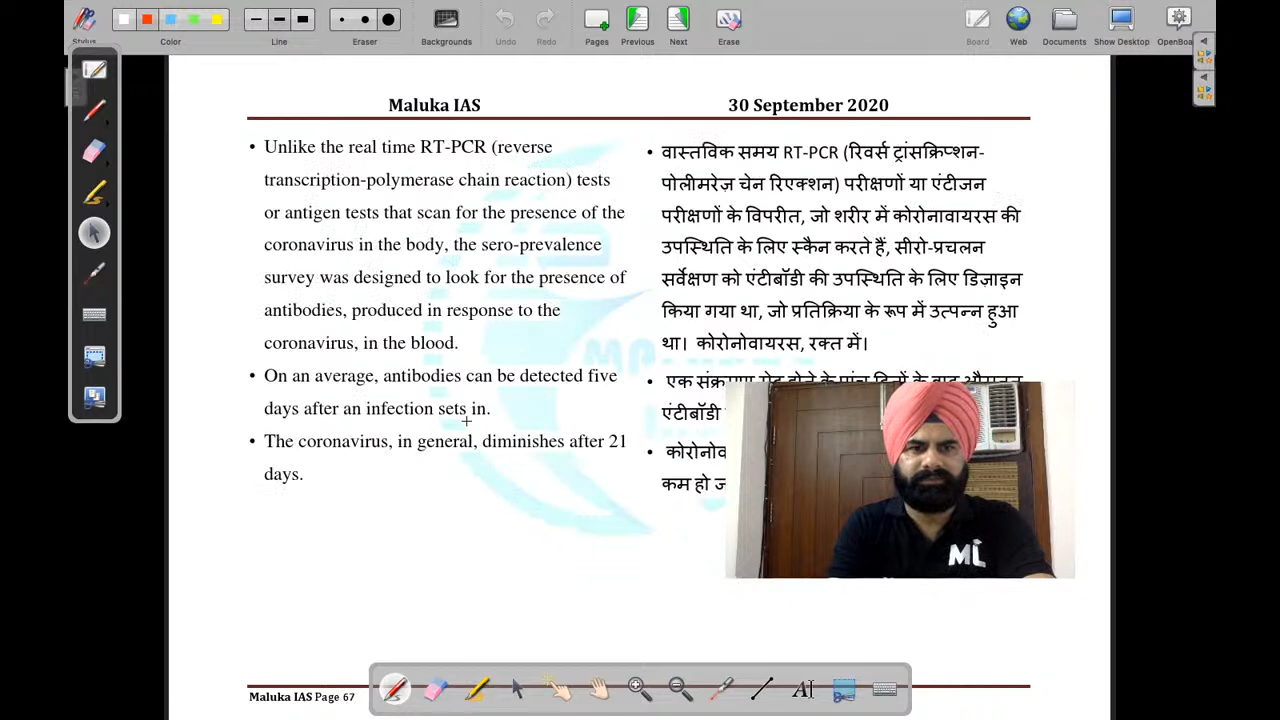 Stylus
Color
Line
Eraser
Backgrounds
Undo
Redo
Pages
Previous
Next
Erase
Board
Web
Documents
Show Desktop
OpenBoa
Maluka IAS
30 September 2020
• Unlike the real time RT-PCR (reverse
transcription-polymerase chain reaction) tests
or antigen tests that scan for the presence of the
coronavirus in the body, the sero-prevalence
survey was designed to look for the presence of
antibodies, produced in response to the
coronavirus, in the blood.
• On an average, antibodies can be detected five
days after an infection sets in.
• The coronavirus, in general, diminishes after 21
days.
• वास्तविक समय RT-PCR (रिवर्स ट्रांसक्रिप्शन-
पोलीमरेज़ चेन रिएक्शन) परीक्षणों या एंटीजन
परीक्षणों के विपरीत, जो शरीर में कोरोनावायरस की
उपस्थिति के लिए स्कैन करते हैं, सीरो-प्रचलन
सर्वेक्षण को एंटीबॉडी की उपस्थिति के लिए डिज़ाइन
किया गया था, जो प्रतिक्रिया के रूप में उत्पन्न हुआ
था। कोरोनोवायरस, रक्त में।
• एक
एंटीबॉडी
•
कम हो
ML
Maluka IAS Page 67